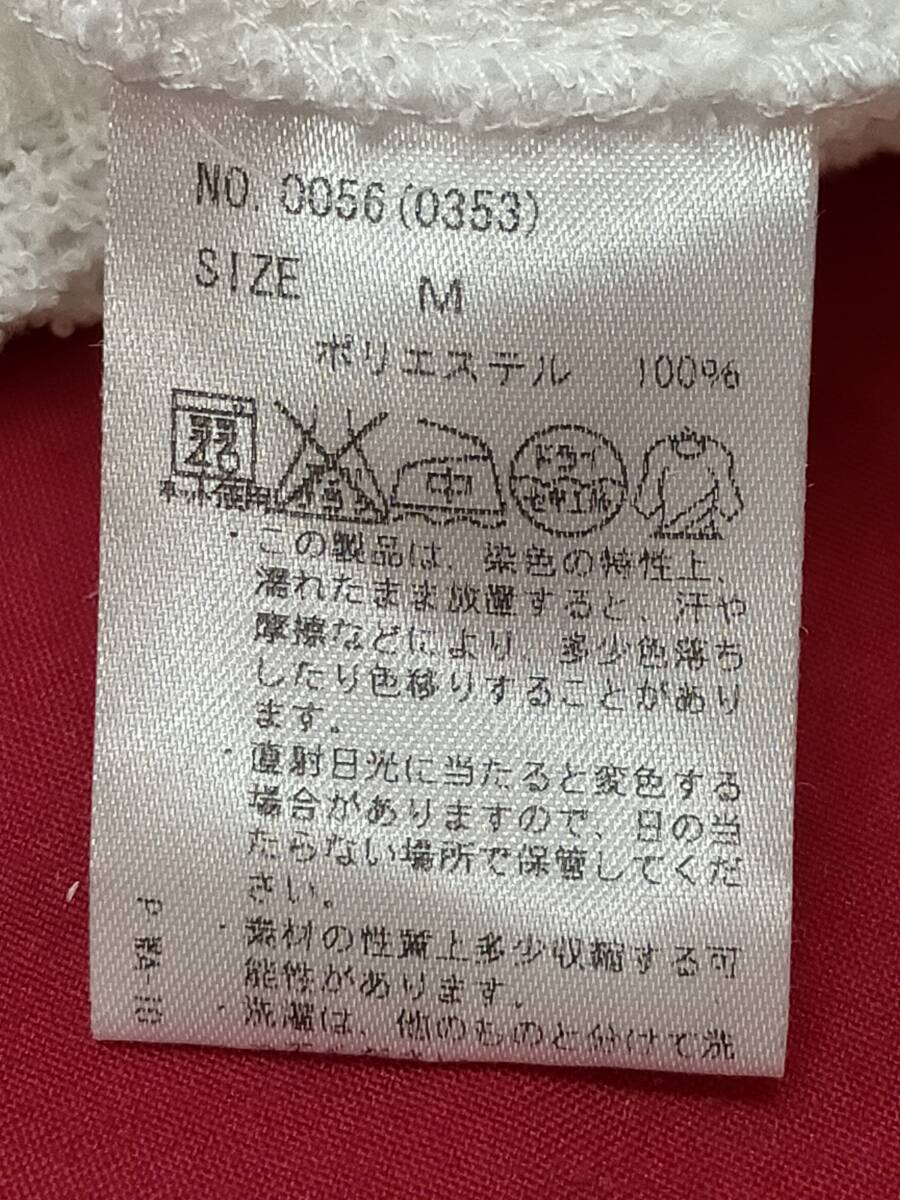 NO. 0056(0353)
SIZE M
ポリエステル 100%
中
ドライ
セキユ系
・この製品は、染色の特性上、
濡れたまま放置すると、汗や
摩擦などにより、多少色落ち
したり色移りすることがあり
ます。
・直射日光に当たると変色する
場合がありますので、日の当
たらない場所で保管してくだ
さい。
・素材の性質上多少収縮する可
能性があります。
・洗濯は、他のものと分けて洗